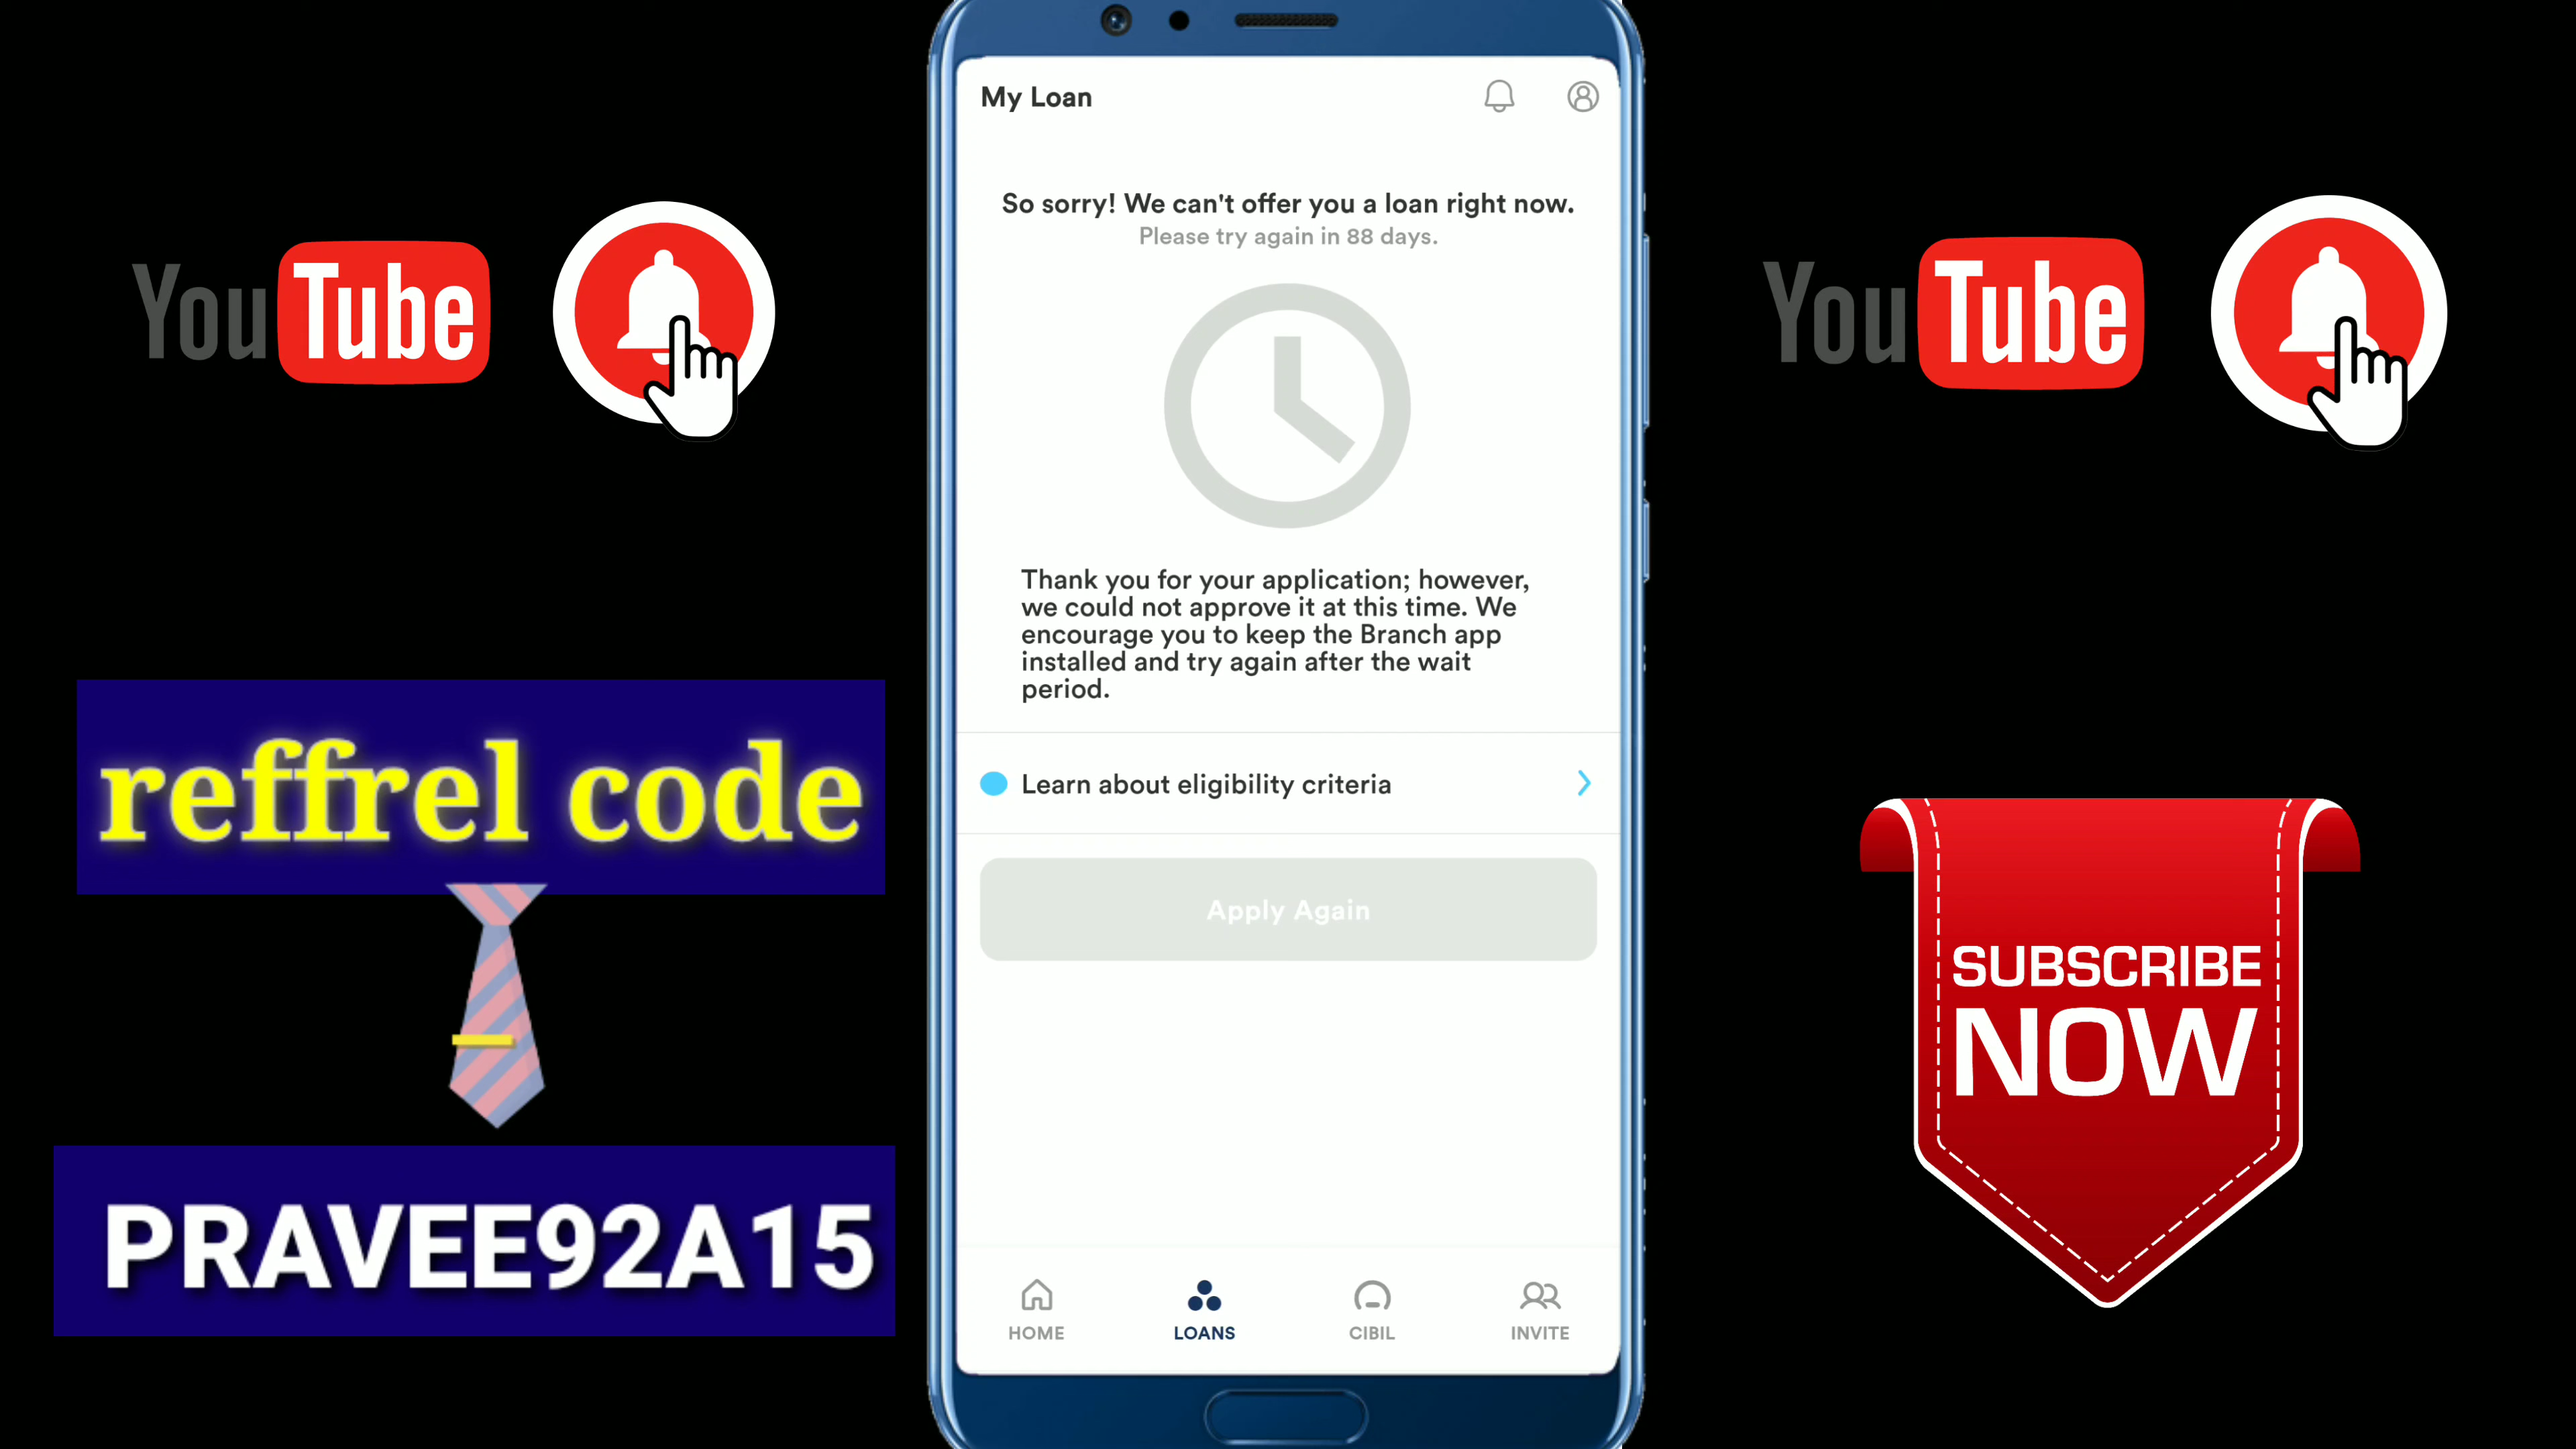 My Loan
So sorry! We can't offer you a loan right now.
Please try again in 88 days.
YouTube
YouTube
Thank you for your application; however,
we could not approve it at this time. We
encourage you to keep the Branch app
installed and try again after the wait
period.
reffrel code
Learn about eligibility criteria
Apply Again
SUBSCRIBE
NOW
PRAVEE92A15
HOME
LOANS
CIBIL
INVITE